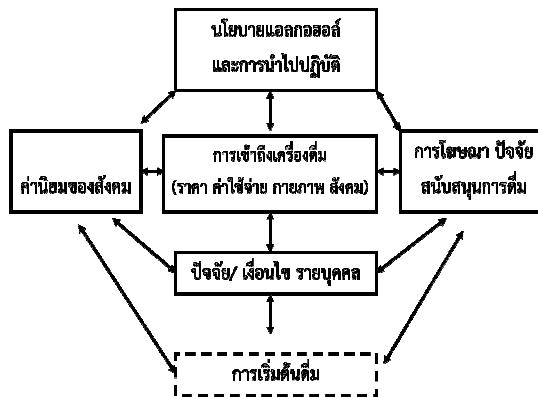 นโยบายแอลกอฮอล์
และการนำไปปฏิบัติ
ค่านิยมของสังคม
การเข้าถึงเครื่องดื่ม
(ราคา ค่าใช้จ่าย กายภาพ สังคม)
การโฆษณา ปัจจัย
สนับสนุนการดื่ม
ปัจจัย/ เงื่อนไข รายบุคคล
การเริ่มต้นดื่ม